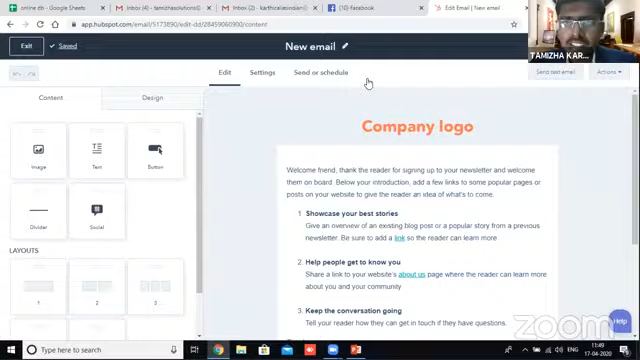 online dh - Google Sheets
Inbox (4) - tamizhasolutions@
Inbox (2) - karthicaliasindian@
(10) Facebook
Edit Email | New email
app.hubspot.com/email/5173890/edit-dd/28459060900/content
Exit
Saved
New email
TAMIZHA KAR...
Edit
Settings
Send or schedule
Send test email
Actions
Content
Design
Image
Text
Button
Divider
Social
LAYOUTS
1
2
3
Company logo
Welcome friend, thank the reader for signing up to your newsletter and welcome
them on board. Below your introduction, add a few links to some popular pages or
posts on your website to give the reader an idea of what's to come.
1. Showcase your best stories
Give an overview of an existing blog post or a popular story from a previous
newsletter. Be sure to add a link so the reader can learn more
2. Help people get to know you
Share a link to your website's about us page where the reader can learn more
about you and your community
3. Keep the conversation going
Tell your reader how they can get in touch if they have questions.
Help
zoom
Type here to search
ENG
11:49
17-04-2020